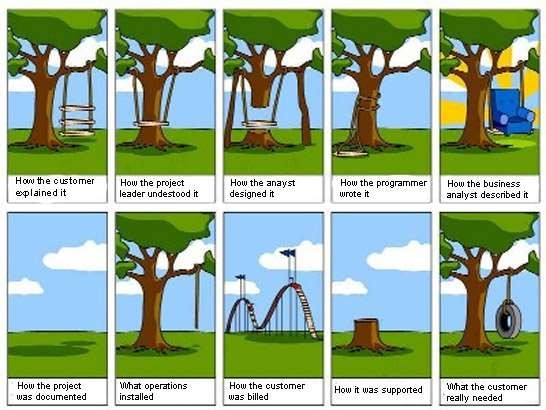 How the customer
explained it
How the project
leader undestood it
How the anayst
designed it
How the programmer
wrote it
How the business
analyst described it
How the project
was documented
What operations
installed
How the customer
was billed
How it was supported
What the customer
really needed